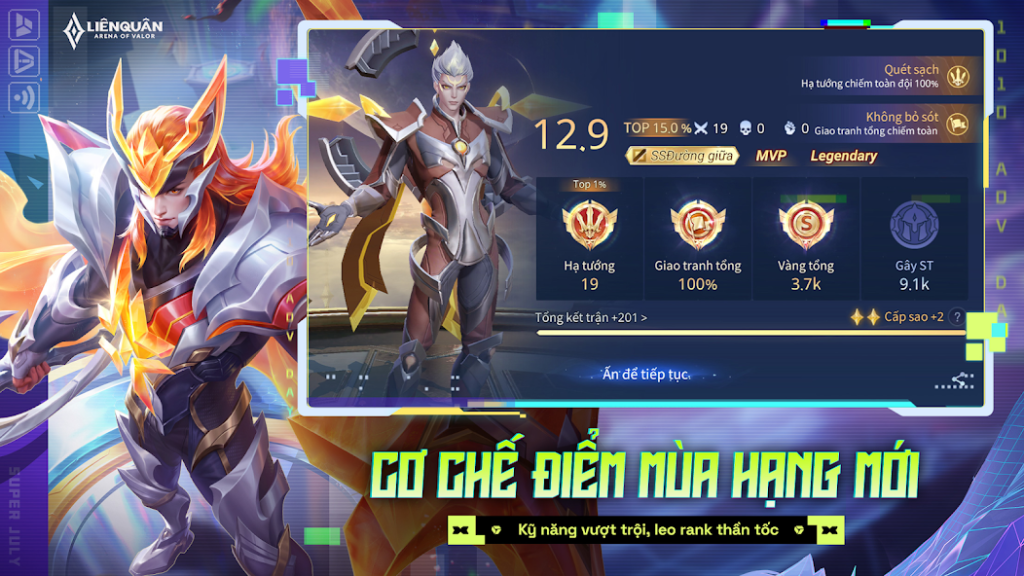 LIÊNQUÂN
ARENA OF VALOR
Quét sạch
Hạ tướng chiếm toàn đội 100%
Không bỏ sót
Giao tranh tổng chiếm toàn
12.9
TOP 15.0 % 19 0 0
SSĐường giữa MVP Legendary
Top 1%
Hạ tướng
19
Giao tranh tổng
100%
Vàng tổng
3.7k
Gây ST
9.1k
Tổng kết trận +201 >
Cấp sao +2 ?
Ấn để tiếp tục
CƠ CHẾ ĐIỂM MÙA HẠNG MỚI
Kỹ năng vượt trội, leo rank thần tốc
SUPER JULY
ADV DA
1010 ADV DA